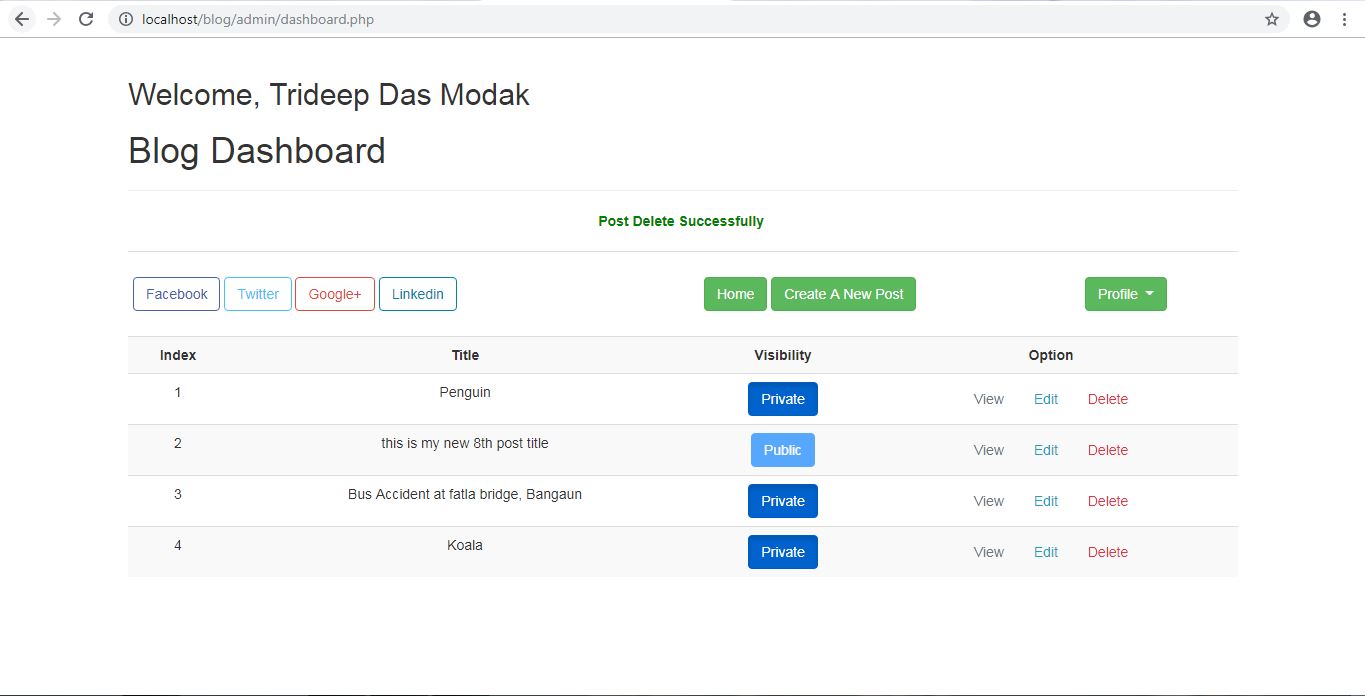 localhost/blog/admin/dashboard.php
Welcome, Trideep Das Modak
Blog Dashboard
Post Delete Successfully
Facebook Twitter Google+ Linkedin Home Create A New Post Profile
Index Title Visibility Option
1 Penguin Private View Edit Delete
2 this is my new 8th post title Public View Edit Delete
3 Bus Accident at fatla bridge, Bangaun Private View Edit Delete
4 Koala Private View Edit Delete